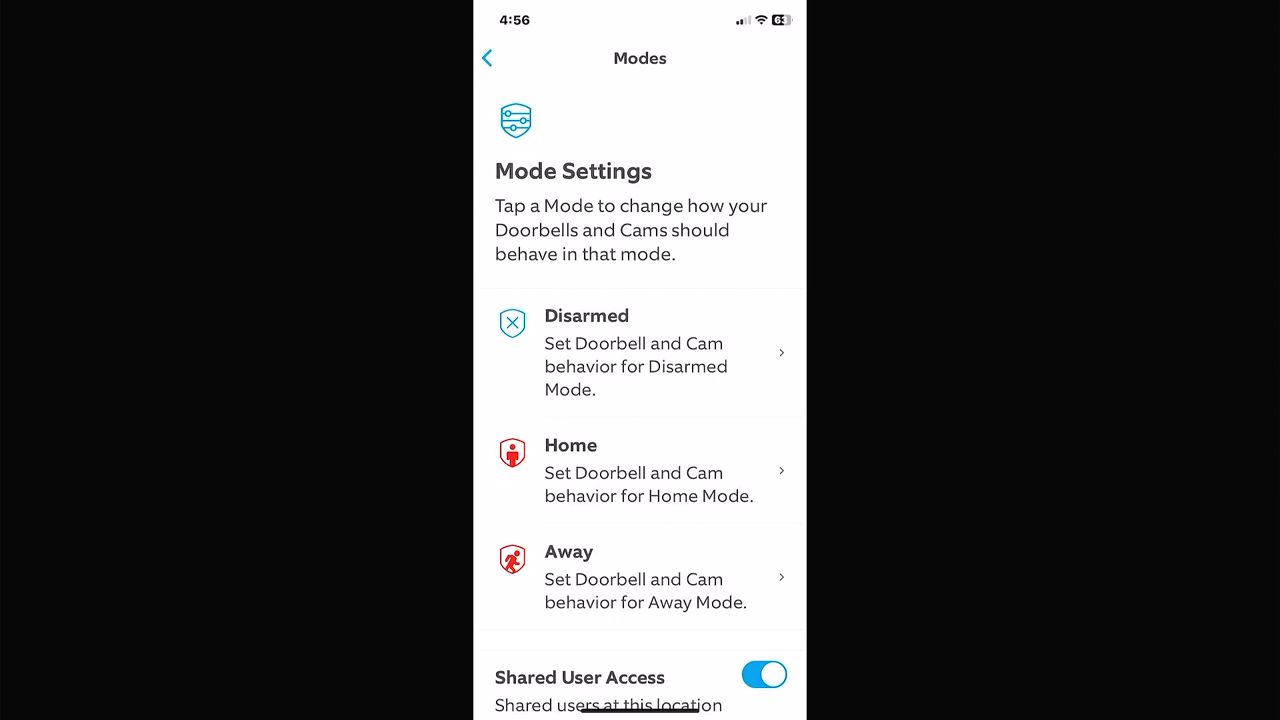 4:56
63
Modes
Mode Settings
Tap a Mode to change how your
Doorbells and Cams should
behave in that mode.
Disarmed
Set Doorbell and Cam
behavior for Disarmed
Mode.
Home
Set Doorbell and Cam
behavior for Home Mode.
Away
Set Doorbell and Cam
behavior for Away Mode.
Shared User Access
Shared users at this location